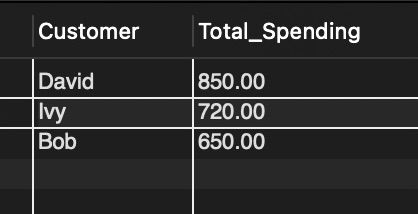 Customer Total_Spending
David 850.00
Ivy 720.00
Bob 650.00